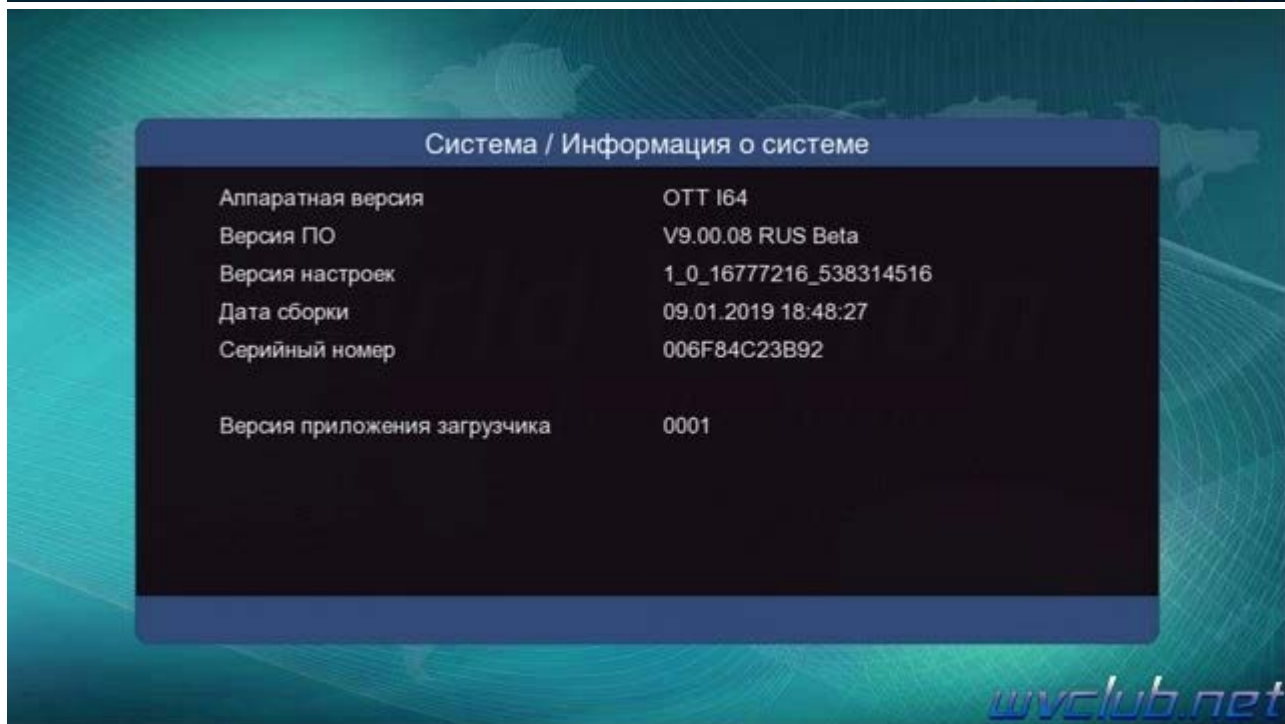 Система / Информация о системе
Аппаратная версия OTT I64
Версия ПО V9.00.08 RUS Beta
Версия настроек 1_0_16777216_538314516
Дата сборки 09.01.2019 18:48:27
Серийный номер 006F84C23B92
Версия приложения загрузчика 0001
wvclub.net